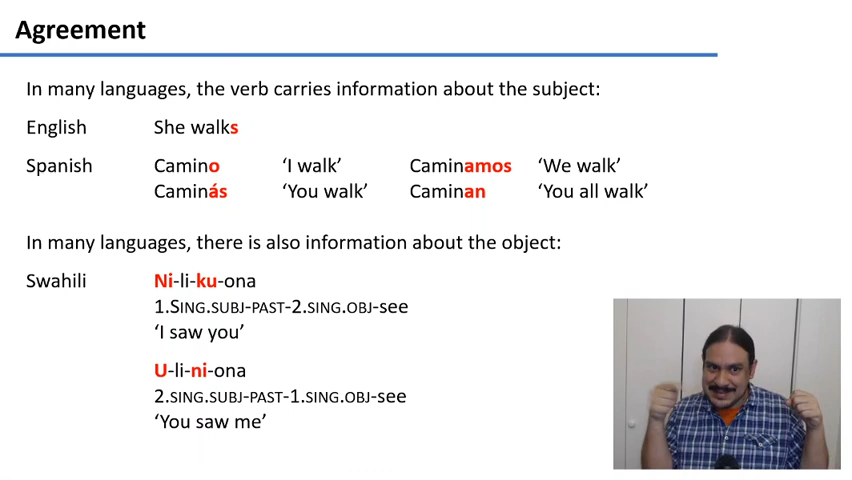 Agreement
In many languages, the verb carries information about the subject:
English She walks
Spanish Camino ‘I walk’ Caminamos ‘We walk’
Caminás ‘You walk’ Caminan ‘You all walk’
In many languages, there is also information about the object:
Swahili Ni-li-ku-ona
1.SING.SUBJ-PAST-2.SING.OBJ-see
‘I saw you’
U-li-ni-ona
2.SING.SUBJ-PAST-1.SING.OBJ-see
‘You saw me’